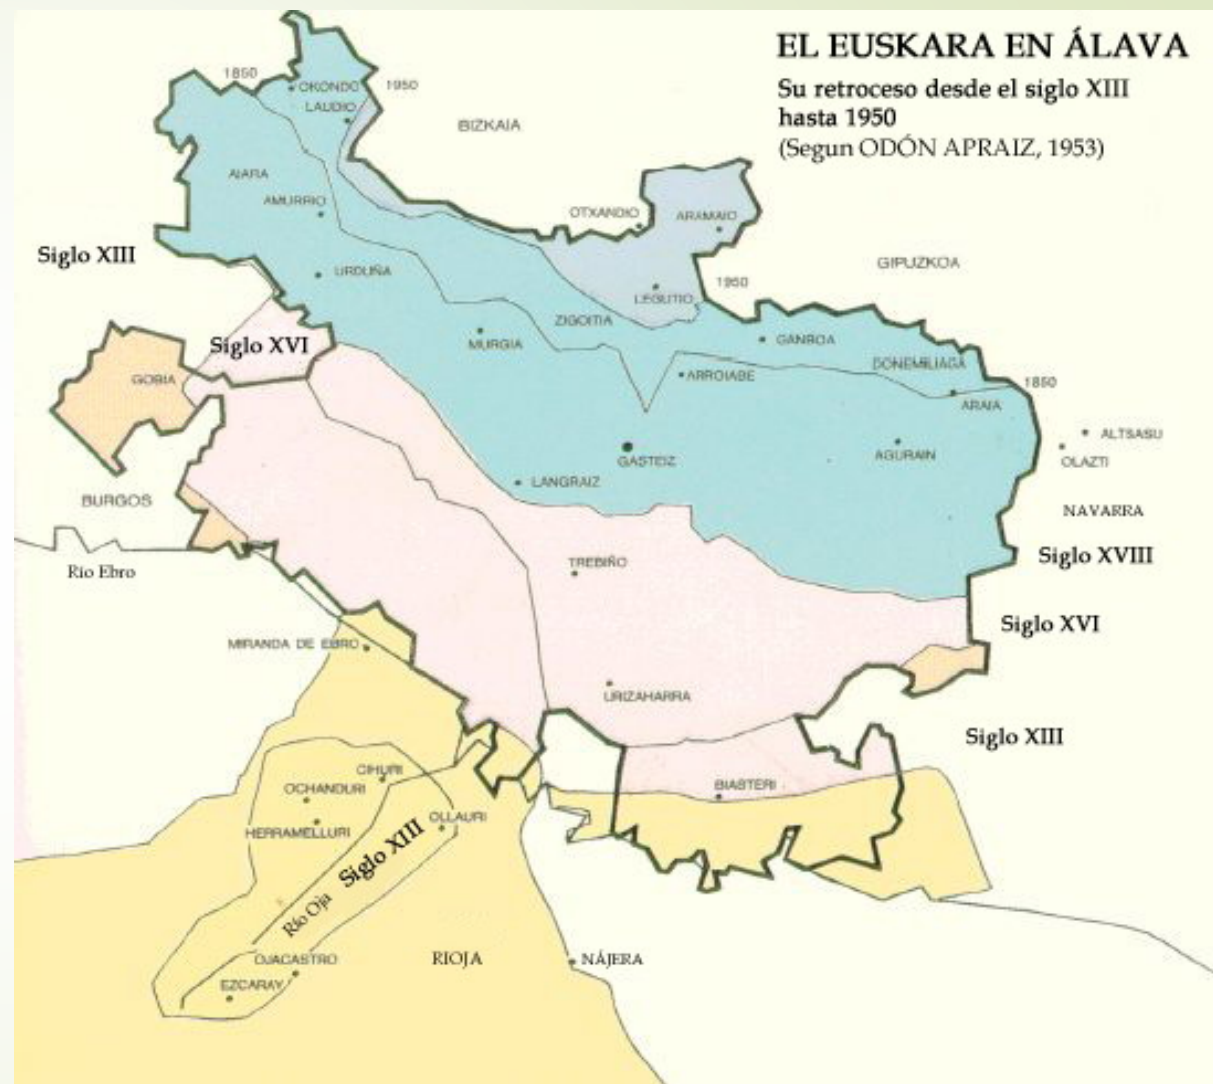 EL EUSKARA EN ÁLAVA
Su retroceso desde el siglo XIII
hasta 1950
(Segun ODÓN APRAIZ, 1953)
1850
OKONDO
1950
LAUDIO
BIZKAIA
AIARA
AMURRIO
OTXANDIO
ARAMAIO
Siglo XIII
URDUÑA
GIPUZKOA
1950
LEGUTIO
ZIGOITIA
Siglo XVI
MURGIA
GANBOA
GOBIA
ARROIABE
DONEMILIAGA
1850
ARAIA
ALTSASU
OLAZTI
GASTEIZ
AGURAIN
LANGRAIZ
BURGOS
NAVARRA
Río Ebro
Siglo XVIII
TREBIÑO
Siglo XVI
MIRANDA DE EBRO
URIZAHARRA
Siglo XIII
CIHURI
BIASTERI
OCHANDURI
OLLAURI
HERRAMELLURI
Siglo XIII
Río Oja
OJACASTRO
RIOJA
NÁJERA
EZCARAY